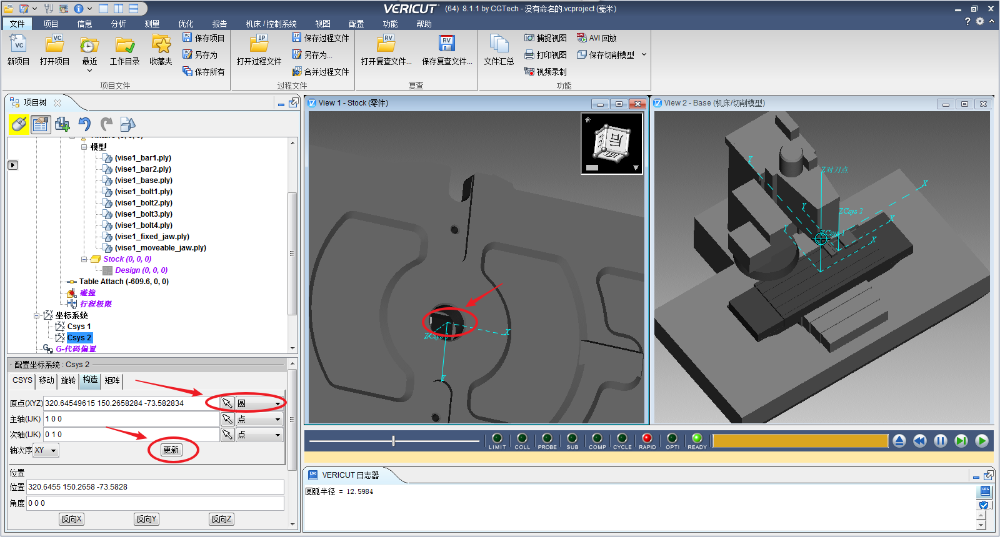 VERICUT (64) 8.1.1 by CGTech - 没有命名的.vcproject (毫米)
文件 项目 信息 分析 测量 优化 报告 机床 / 控制系统 视图 配置 功能 帮助
新项目 打开项目 最近 工作目录 收藏夹
保存项目
另存为
保存所有
项目文件
打开过程文件
保存过程文件
另存为...
合并过程文件
过程文件
打开复查文件... 保存复查文件...
复查
文件汇总
捕捉视图
打印视图
视频录制
AVI 回放
保存切削模型
功能
项目树
模型
(vise1_bar1.ply)
(vise1_bar2.ply)
(vise1_base.ply)
(vise1_bolt1.ply)
(vise1_bolt2.ply)
(vise1_bolt3.ply)
(vise1_bolt4.ply)
(vise1_fixed_jaw.ply)
(vise1_moveable_jaw.ply)
Stock (0, 0, 0)
Design (0, 0, 0)
Table Attach (-609.6, 0, 0)
碰撞
行程极限
坐标系统
Csys 1
Csys 2
G-代码偏置
配置坐标系统 : Csys 2
CSYS 移动 旋转 构造 矩阵
原点(XYZ) 320.64549615 150.2658284 -73.582834 圆
主轴(IJK) 1 0 0 点
次轴(IJK) 0 1 0 点
轴次序 XY 更新
位置
位置 320.6455 150.2658 -73.5828
角度 0 0 0
反向X 反向Y 反向Z
View 1 - Stock (零件)
X
Y
View 2 - Base (机床/切削模型)
Y
Z对刀点
X
Y
ZCsys 2
X
Y
ZCsys 1
X
LIMIT COLL PROBE SUB COMP CYCLE RAPID OPTI READY
VERICUT 日志器
圆弧半径 = 12.5984
LOG